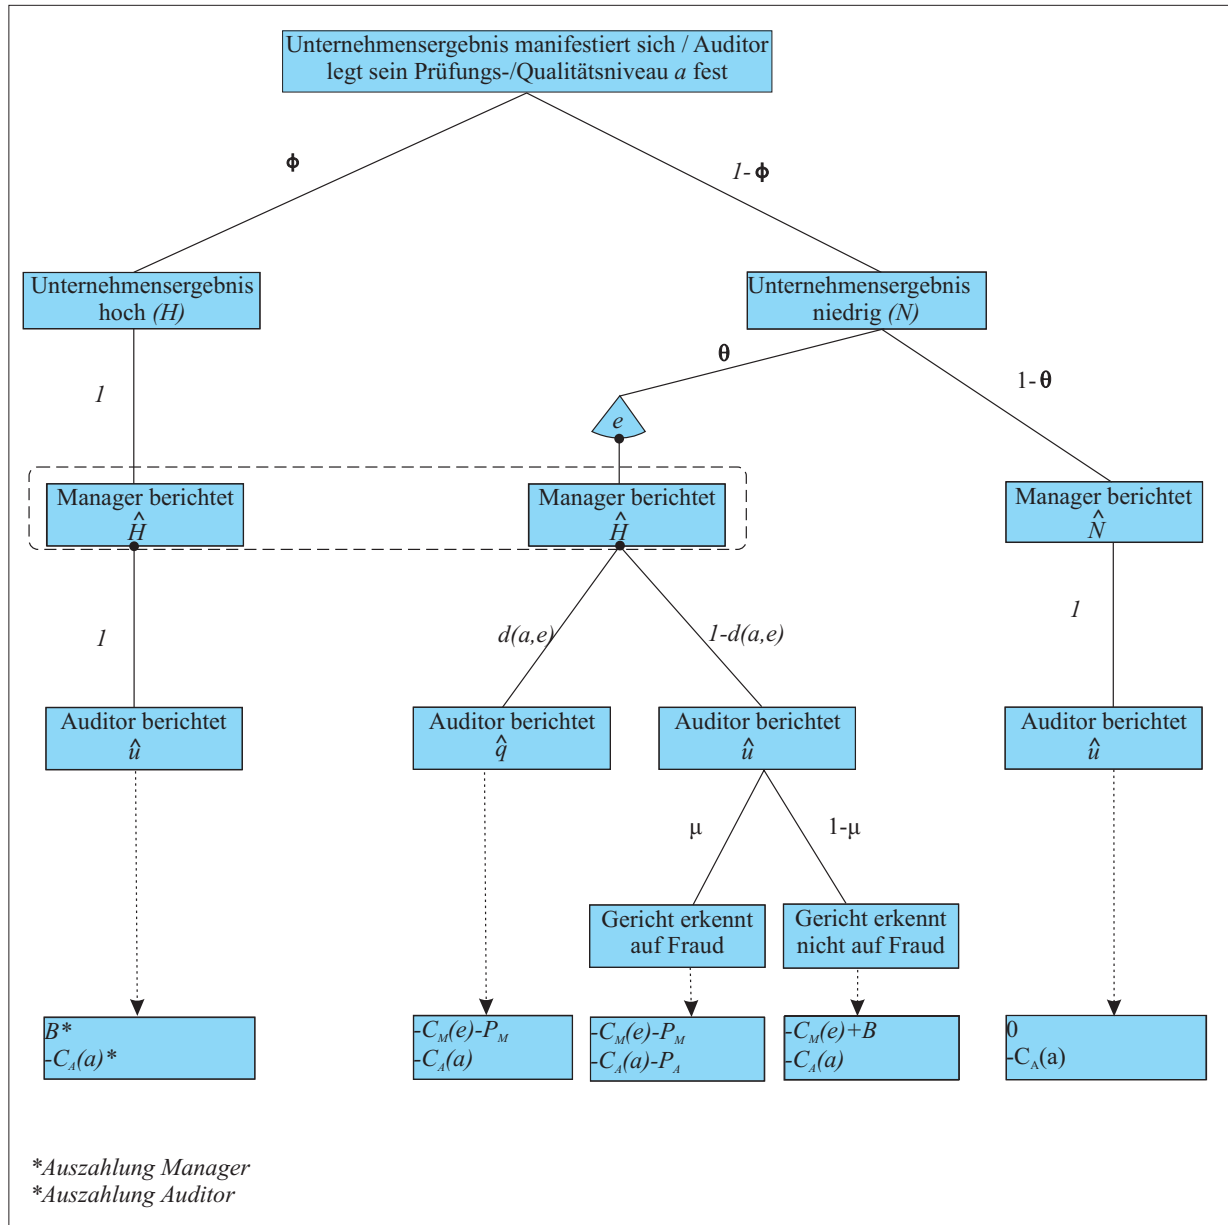 Unternehmensergebnis manifestiert sich / Auditor
legt sein Prüfungs-/Qualitätsniveau a fest
ϕ
1-ϕ
Unternehmensergebnis
hoch (H)
Unternehmensergebnis
niedrig (N)
θ
1-θ
1
e
Manager berichtet
Ĥ
Manager berichtet
Ĥ
Manager berichtet
N̂
1
d(a,e)
1-d(a,e)
1
Auditor berichtet
û
Auditor berichtet
q̂
Auditor berichtet
û
Auditor berichtet
û
μ
1-μ
Gericht erkennt
auf Fraud
Gericht erkennt
nicht auf Fraud
B*
-C_A(a)*
-C_M(e)-P_M
-C_A(a)
-C_M(e)-P_M
-C_A(a)-P_A
-C_M(e)+B
-C_A(a)
0
-C_A(a)
*Auszahlung Manager
*Auszahlung Auditor